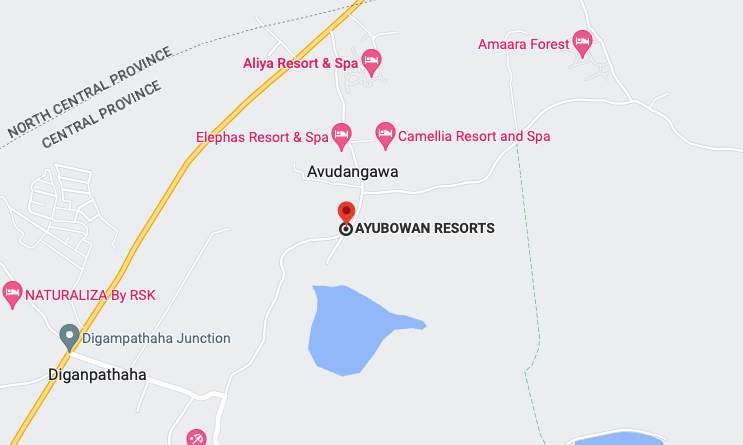 Amaara Forest
NORTH CENTRAL PROVINCE
CENTRAL PROVINCE
Aliya Resort & Spa
Elephas Resort & Spa
Camellia Resort and Spa
Avudangawa
AYUBOWAN RESORTS
NATURALIZA By RSK
Digampathaha Junction
Diganpathaha